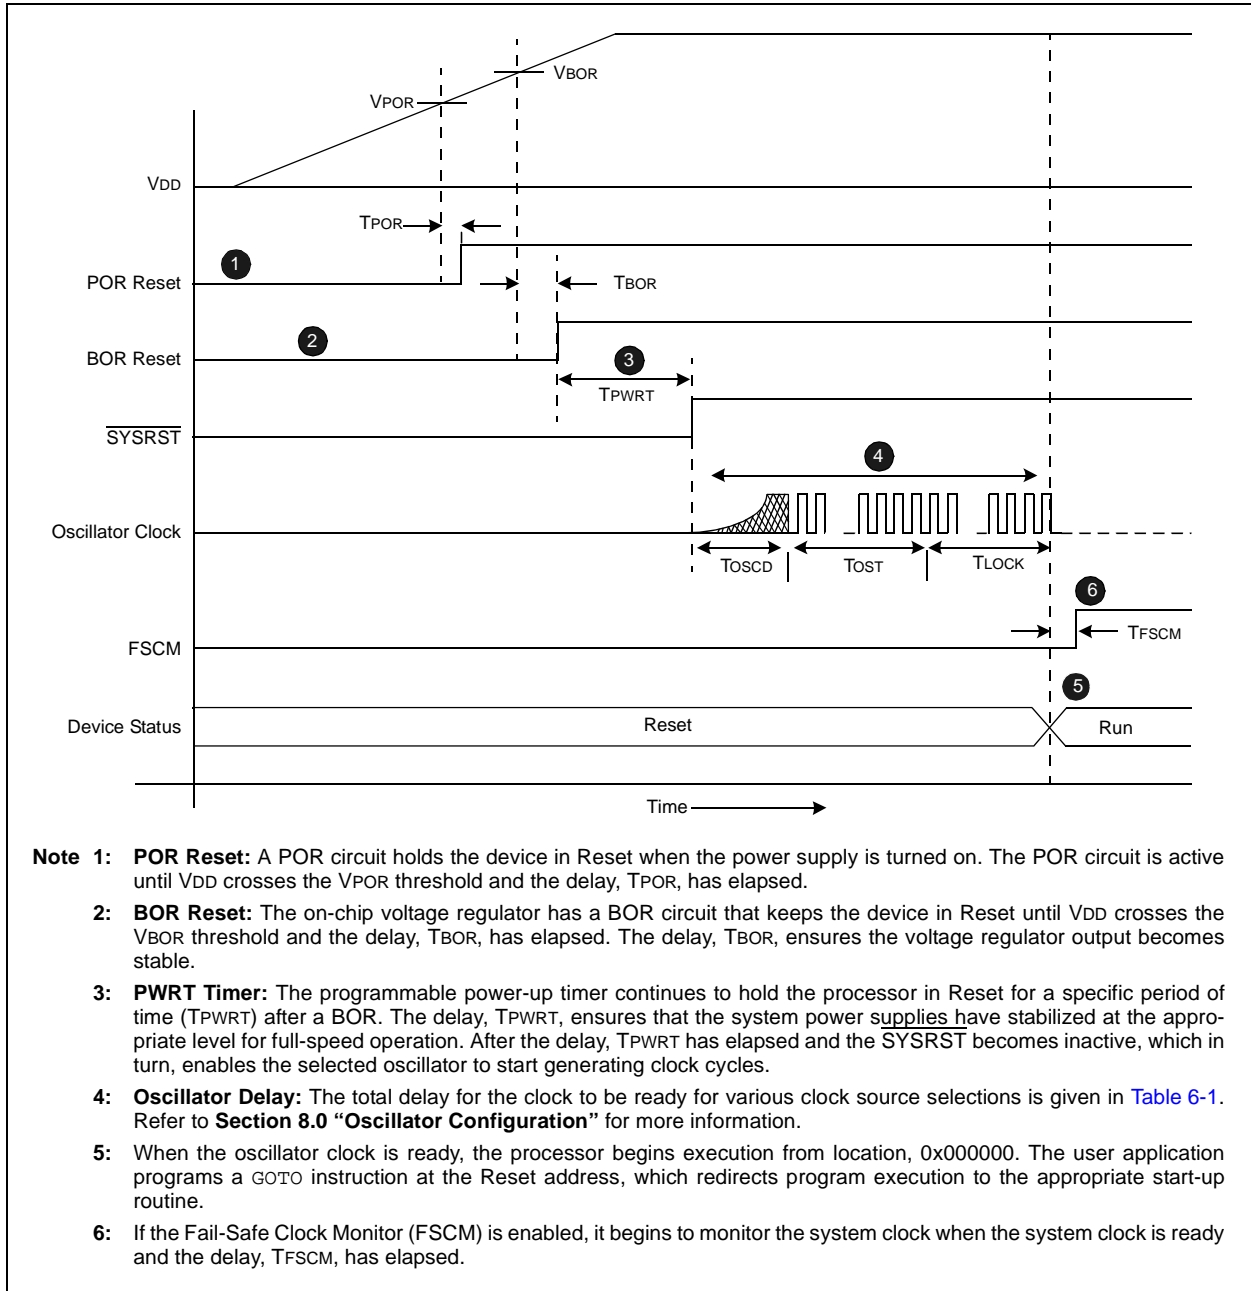 VBOR
VPOR
VDD
TPOR
1
POR Reset
TBOR
2
BOR Reset
3
TPWRT
SYSRST
4
Oscillator Clock
TOSCD
TOST
TLOCK
6
TFSCM
FSCM
5
Device Status
Reset
Run
Time
Note 1: POR Reset: A POR circuit holds the device in Reset when the power supply is turned on. The POR circuit is active
until VDD crosses the VPOR threshold and the delay, TPOR, has elapsed.
2: BOR Reset: The on-chip voltage regulator has a BOR circuit that keeps the device in Reset until VDD crosses the
VBOR threshold and the delay, TBOR, has elapsed. The delay, TBOR, ensures the voltage regulator output becomes
stable.
3: PWRT Timer: The programmable power-up timer continues to hold the processor in Reset for a specific period of
time (TPWRT) after a BOR. The delay, TPWRT, ensures that the system power supplies have stabilized at the appro-
priate level for full-speed operation. After the delay, TPWRT has elapsed and the SYSRST becomes inactive, which in
turn, enables the selected oscillator to start generating clock cycles.
4: Oscillator Delay: The total delay for the clock to be ready for various clock source selections is given in Table 6-1.
Refer to Section 8.0 “Oscillator Configuration” for more information.
5: When the oscillator clock is ready, the processor begins execution from location, 0x000000. The user application
programs a GOTO instruction at the Reset address, which redirects program execution to the appropriate start-up
routine.
6: If the Fail-Safe Clock Monitor (FSCM) is enabled, it begins to monitor the system clock when the system clock is ready
and the delay, TFSCM, has elapsed.